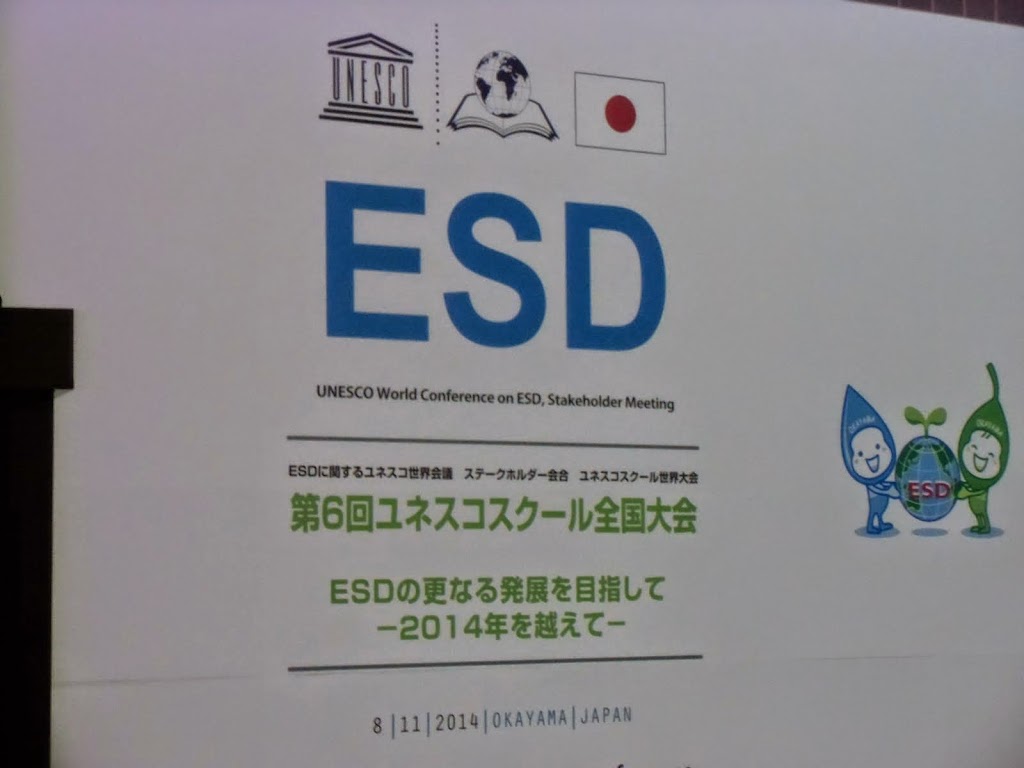 UNESCO
ESD
UNESCO World Conference on ESD, Stakeholder Meeting
ESDに関するユネスコ世界会議 ステークホルダー会合 ユネスコスクール世界大会
第6回ユネスコスクール全国大会
ESDの更なる発展を目指して
－2014年を越えて－
8|11|2014|OKAYAMA|JAPAN
OKAYAMA
OKAYAMA
ESD